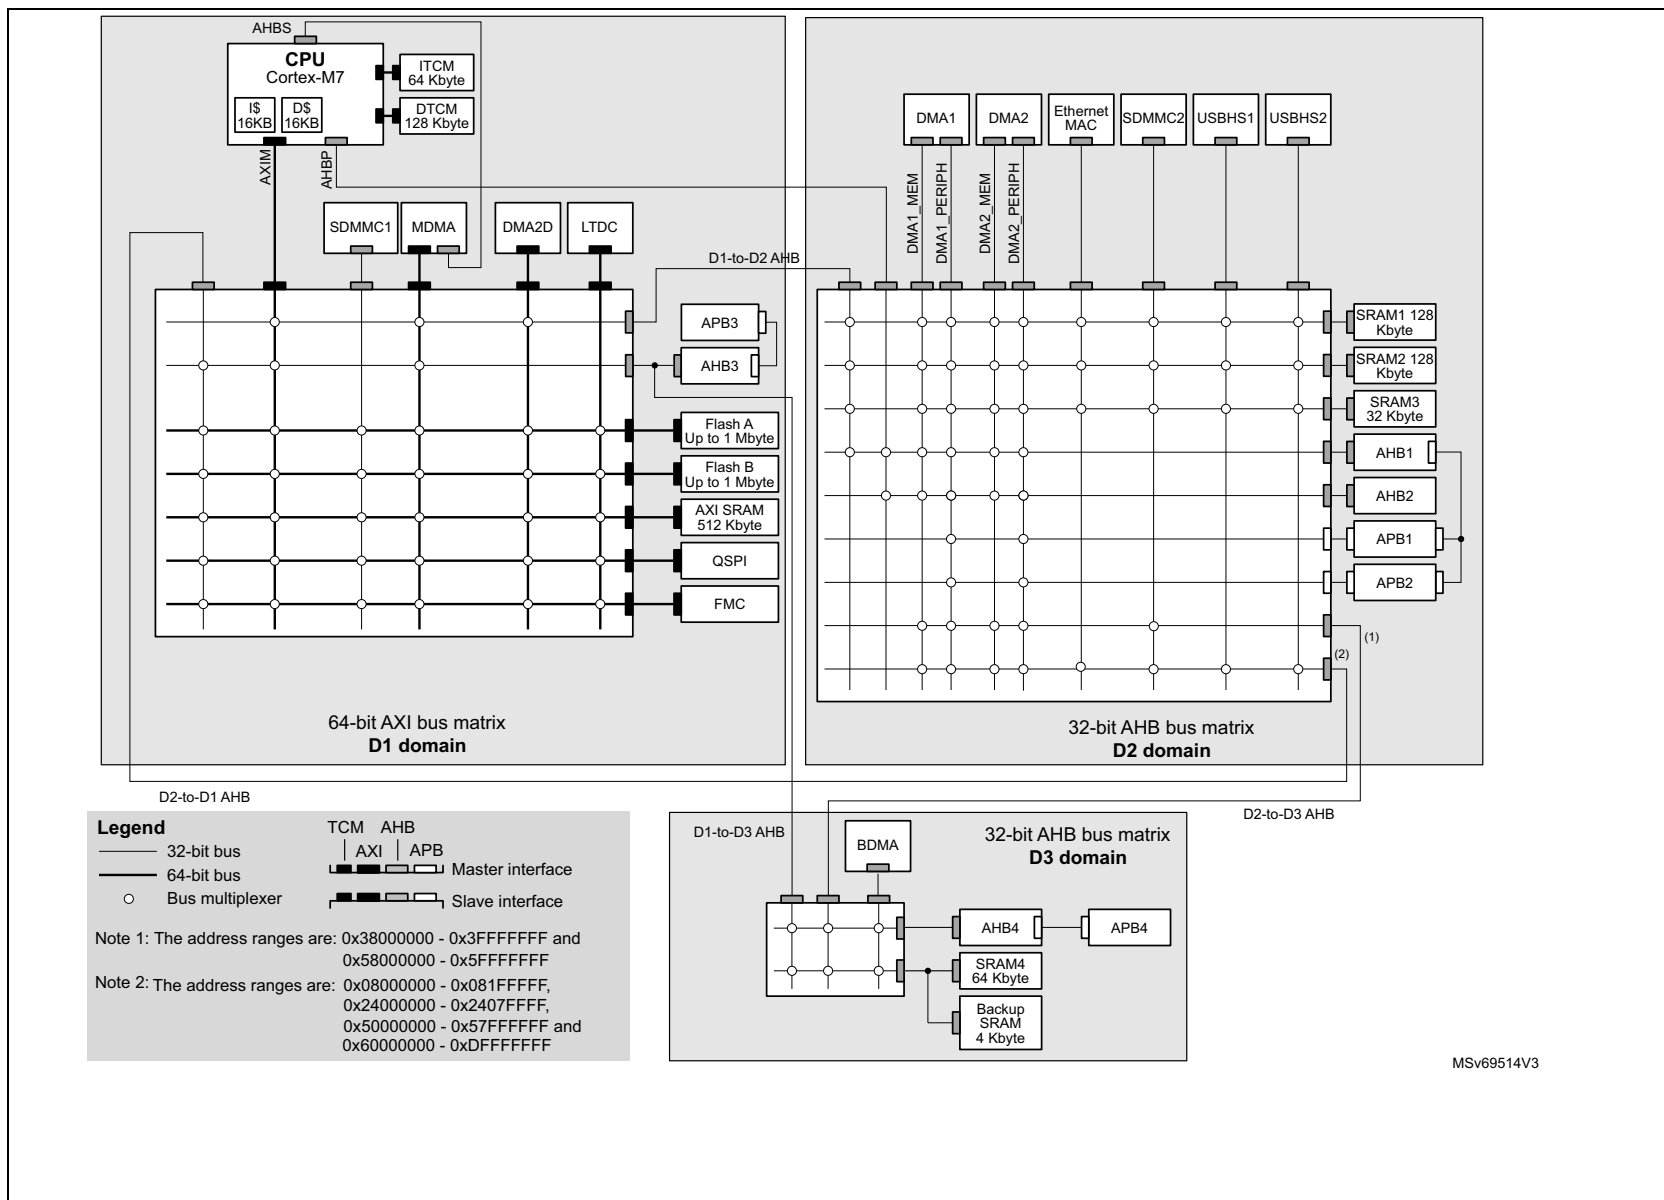 AHBS
CPU
Cortex-M7
I$
16KB
D$
16KB
ITCM
64 Kbyte
DTCM
128 Kbyte
AXIM
AHBP
SDMMC1
MDMA
DMA2D
LTDC
D1-to-D2 AHB
APB3
AHB3
Flash A
Up to 1 Mbyte
Flash B
Up to 1 Mbyte
AXI SRAM
512 Kbyte
QSPI
FMC
64-bit AXI bus matrix
D1 domain
DMA1
DMA2
Ethernet
MAC
SDMMC2
USBHS1
USBHS2
DMA1_MEM
DMA1_PERIPH
DMA2_MEM
DMA2_PERIPH
SRAM1 128
Kbyte
SRAM2 128
Kbyte
SRAM3
32 Kbyte
AHB1
AHB2
APB1
APB2
(1)
(2)
32-bit AHB bus matrix
D2 domain
D2-to-D1 AHB
D2-to-D3 AHB
D1-to-D3 AHB
BDMA
32-bit AHB bus matrix
D3 domain
AHB4
APB4
SRAM4
64 Kbyte
Backup
SRAM
4 Kbyte
Legend
32-bit bus
64-bit bus
Bus multiplexer
TCM AHB
AXI APB
Master interface
Slave interface
Note 1: The address ranges are: 0x38000000 - 0x3FFFFFFF and
0x58000000 - 0x5FFFFFFF
Note 2: The address ranges are: 0x08000000 - 0x081FFFFF,
0x24000000 - 0x2407FFFF,
0x50000000 - 0x57FFFFFF and
0x60000000 - 0xDFFFFFFF
MSv69514V3